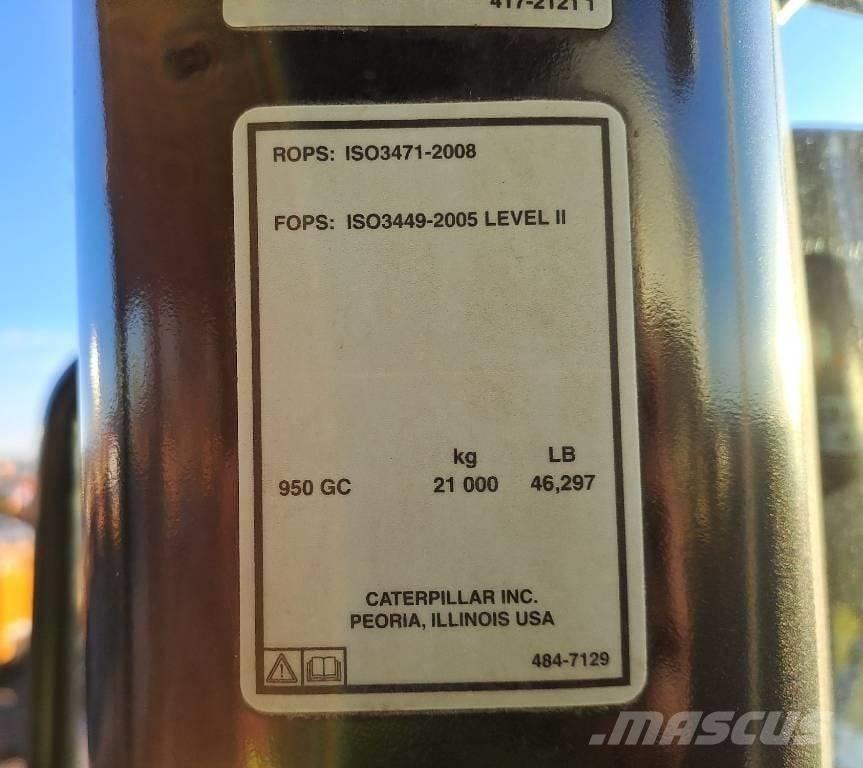 417-2121 1
ROPS: ISO3471-2008
FOPS: ISO3449-2005 LEVEL II
kg LB
950 GC 21 000 46,297
CATERPILLAR INC.
PEORIA, ILLINOIS USA
484-7129
MASCUS